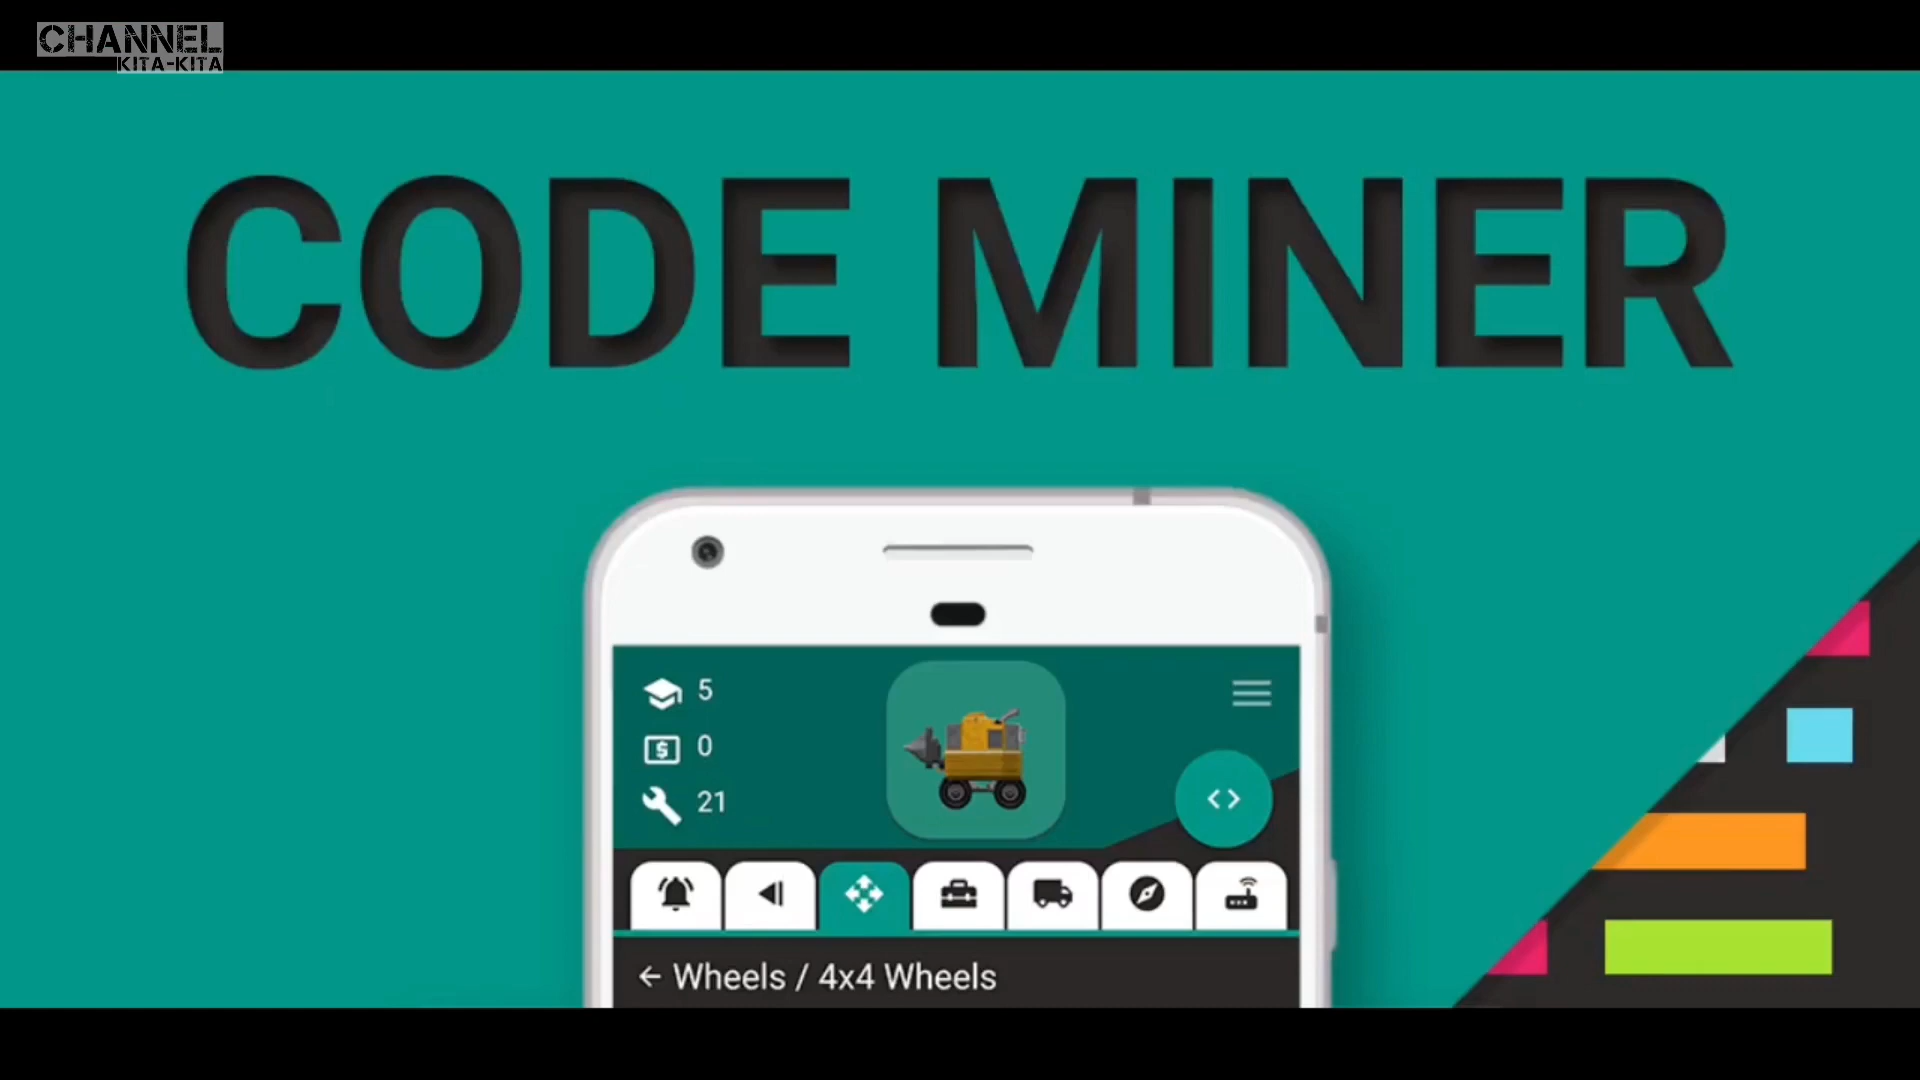 CHANNEL
KITA-KITA
CODE MINER
5
0
21
← Wheels / 4x4 Wheels